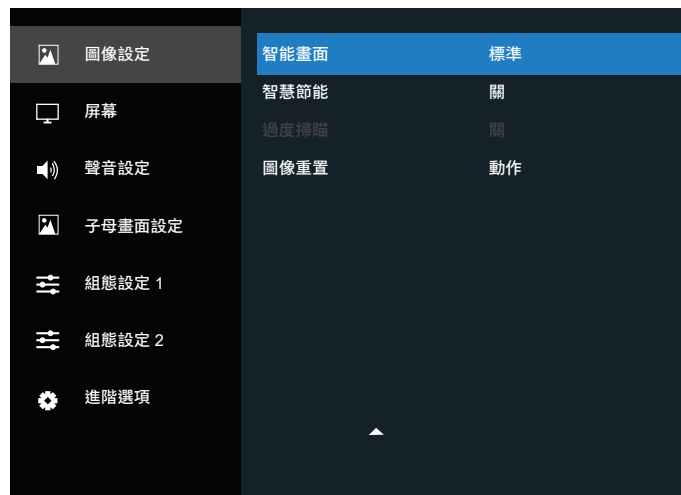 圖像設定
屏幕
聲音設定
子母畫面設定
組態設定 1
組態設定 2
進階選項
智能畫面 標準
智慧節能 關
過度掃瞄 關
圖像重置 動作